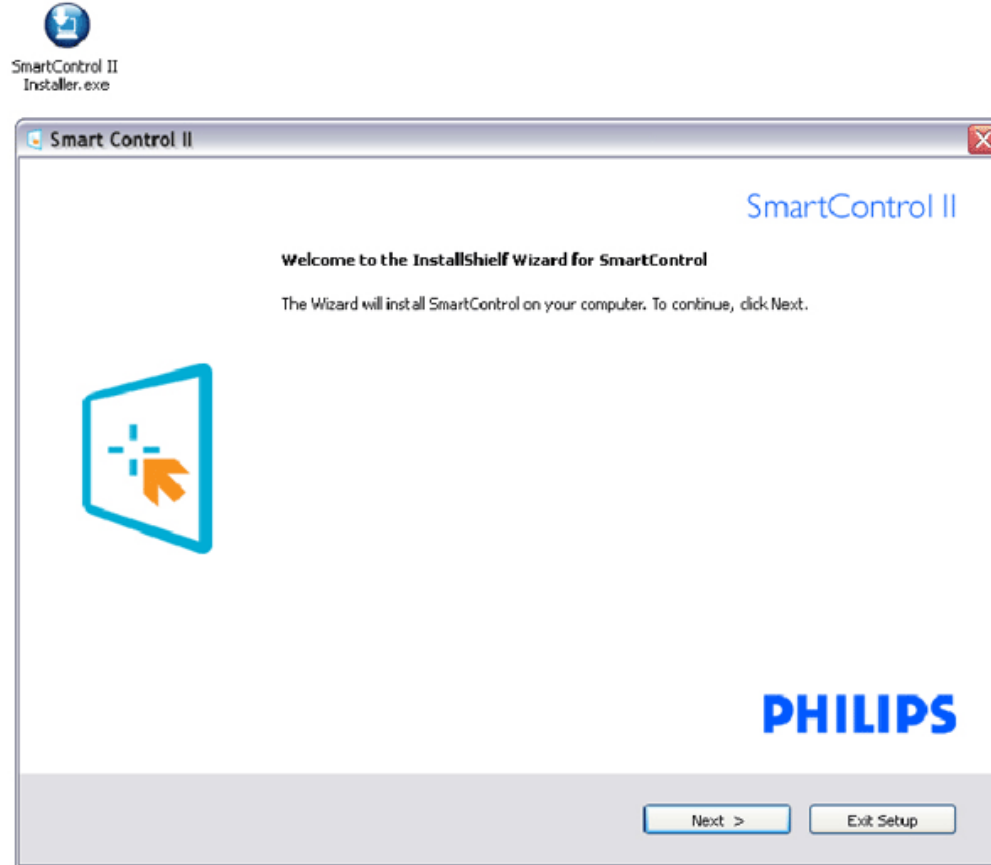 SmartControl II
Installer.exe
Smart Control II
SmartControl II
Welcome to the InstallShielf Wizard for SmartControl
The Wizard will install SmartControl on your computer. To continue, click Next.
PHILIPS
Next >
Exit Setup